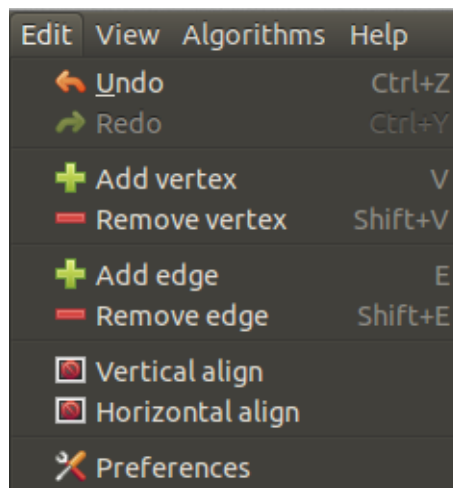 Edit View Algorithms Help
Undo Ctrl+Z
Redo Ctrl+Y
Add vertex V
Remove vertex Shift+V
Add edge E
Remove edge Shift+E
Vertical align
Horizontal align
Preferences